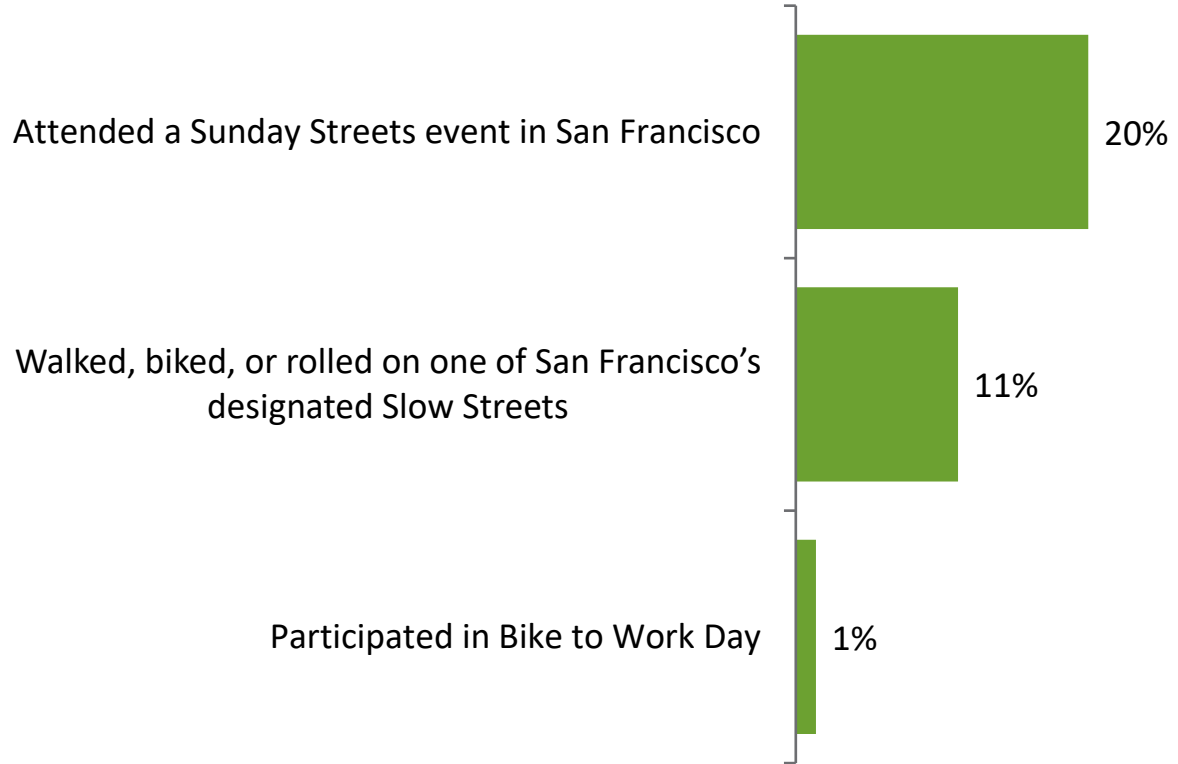 Attended a Sunday Streets event in San Francisco
20%
Walked, biked, or rolled on one of San Francisco’s
designated Slow Streets
11%
Participated in Bike to Work Day
1%